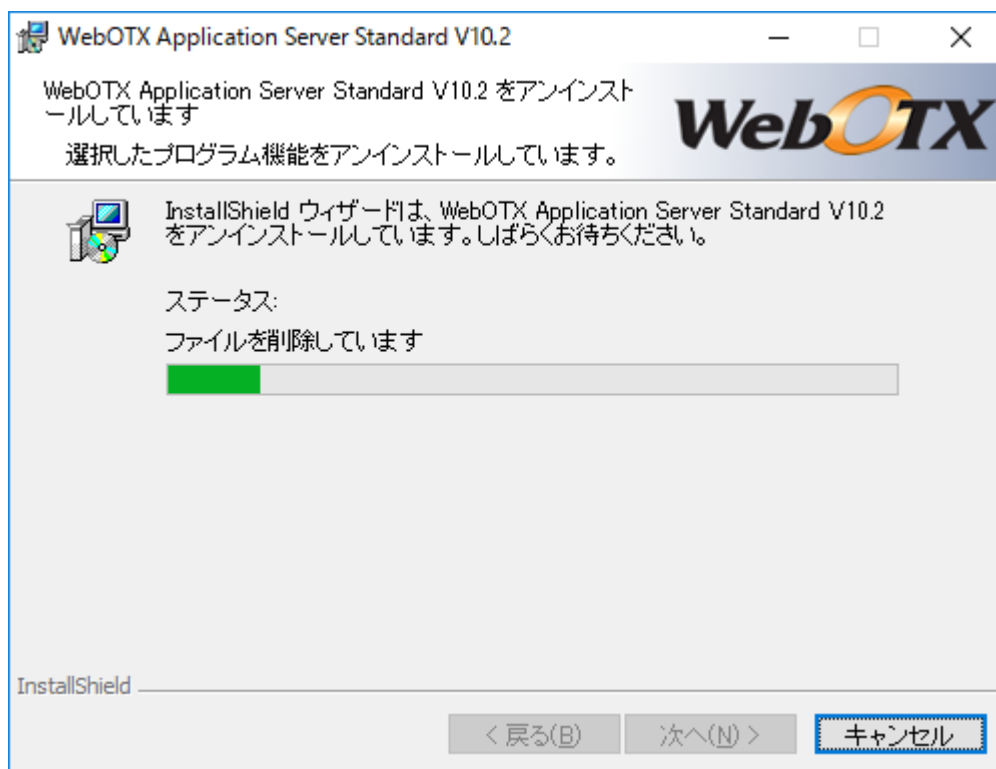 WebOTX Application Server Standard V10.2
WebOTX Application Server Standard V10.2 をアンインスト
ールしています
WebOTX
選択したプログラム機能をアンインストールしています。
InstallShield ウィザードは、WebOTX Application Server Standard V10.2
をアンインストールしています。しばらくお待ちください。
ステータス:
ファイルを削除しています
InstallShield
< 戻る(B)
次へ(N) >
キャンセル